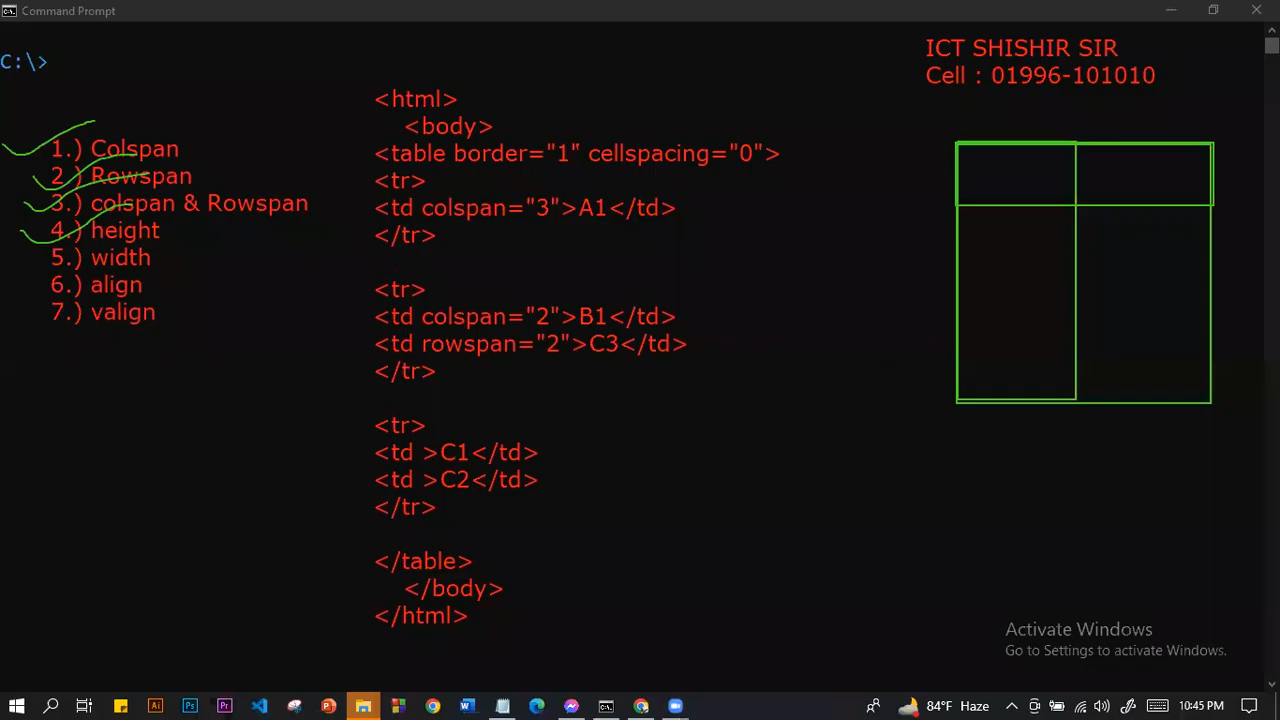 Command Prompt
ICT SHISHIR SIR
Cell : 01996-101010
C:\>
1.) Colspan
2.) Rowspan
3.) colspan & Rowspan
4.) height
5.) width
6.) align
7.) valign
<html>
<body>
<table border="1" cellspacing="0">
<tr>
<td colspan="3">A1</td>
</tr>
<tr>
<td colspan="2">B1</td>
<td rowspan="2">C3</td>
</tr>
<tr>
<td >C1</td>
<td >C2</td>
</tr>
</table>
</body>
</html>
Activate Windows
Go to Settings to activate Windows.
84°F Haze
10:45 PM